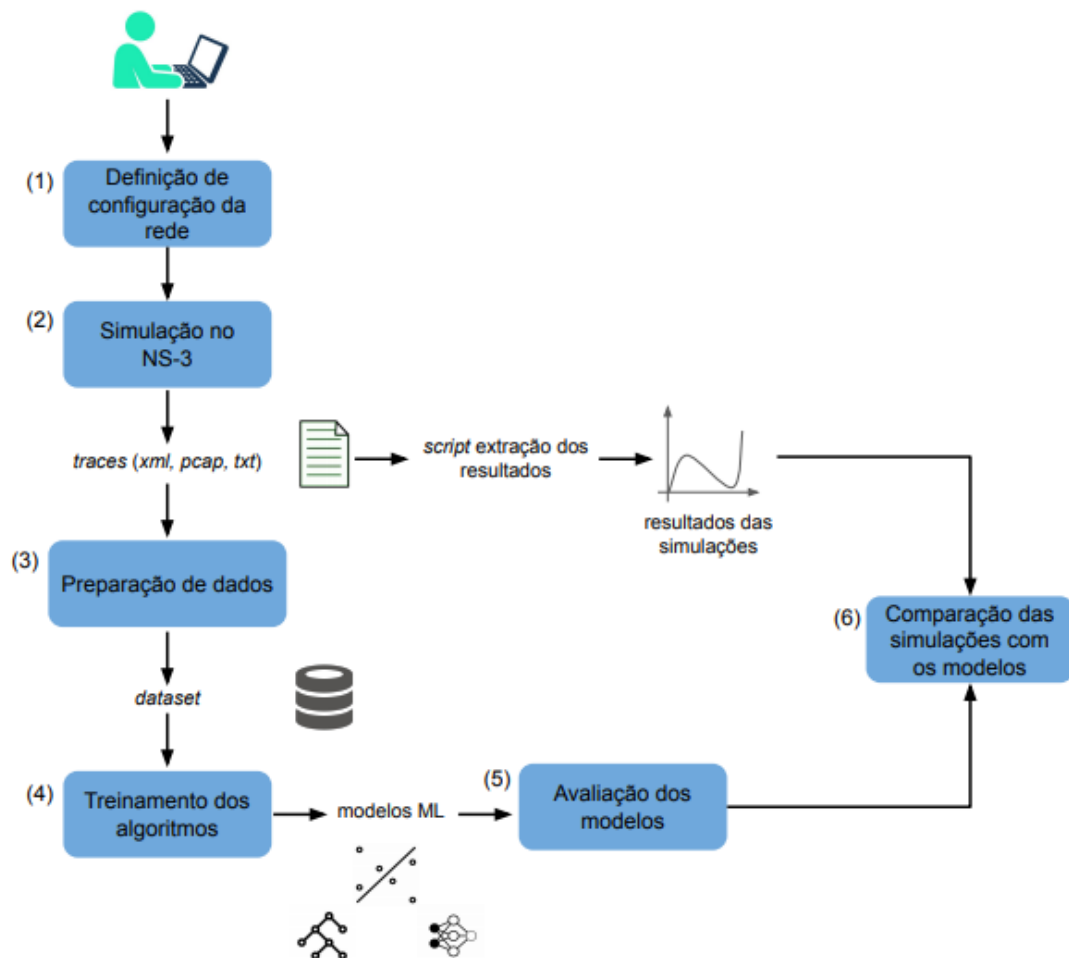 (1)
Definição de
configuração da
rede
(2)
Simulação no
NS-3
traces (xml, pcap, txt)
script extração dos
resultados
resultados das
simulações
(3)
Preparação de dados
(6)
Comparação das
simulações com
os modelos
dataset
(4)
Treinamento dos
algoritmos
modelos ML
(5)
Avaliação dos
modelos